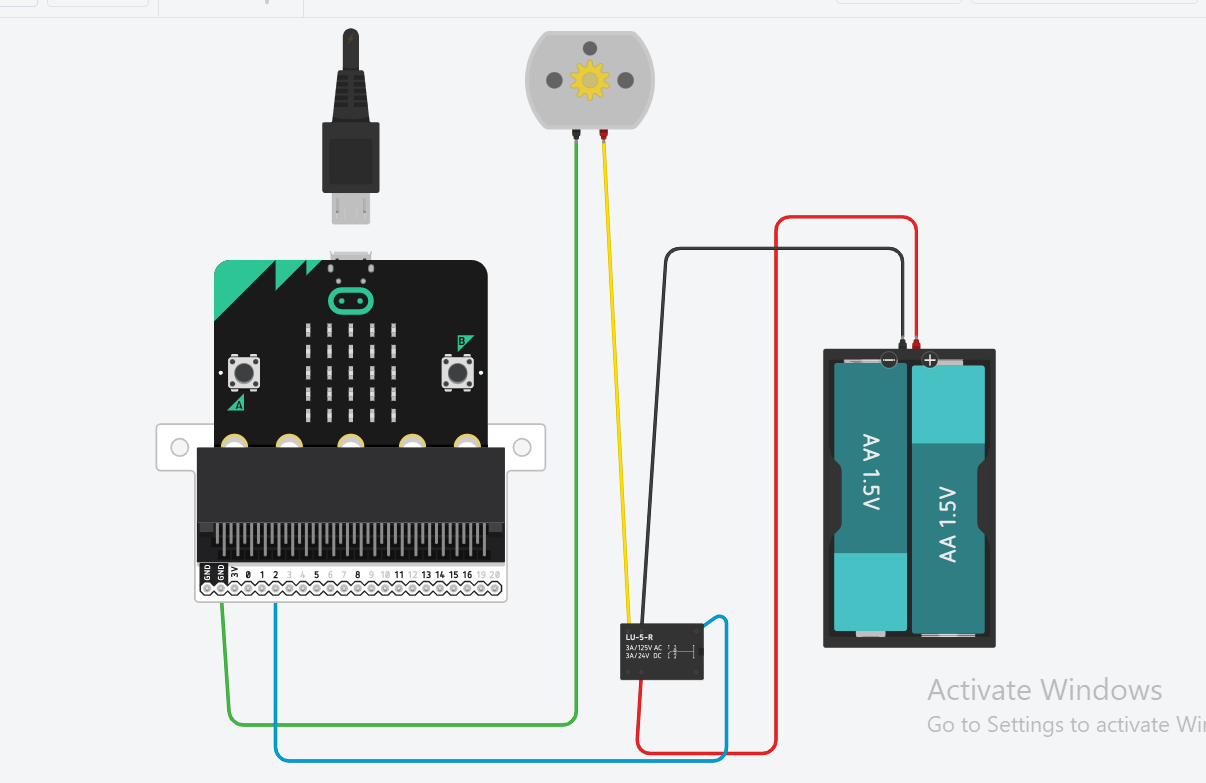 B
A
AA 1.5V
AA 1.5V
GND GND 3V 0 1 2 3 4 5 6 7 8 9 10 11 12 13 14 15 16 19 20
LU-5-R
3A/125V AC
3A/24V DC
Activate Windows
Go to Settings to activate Wi